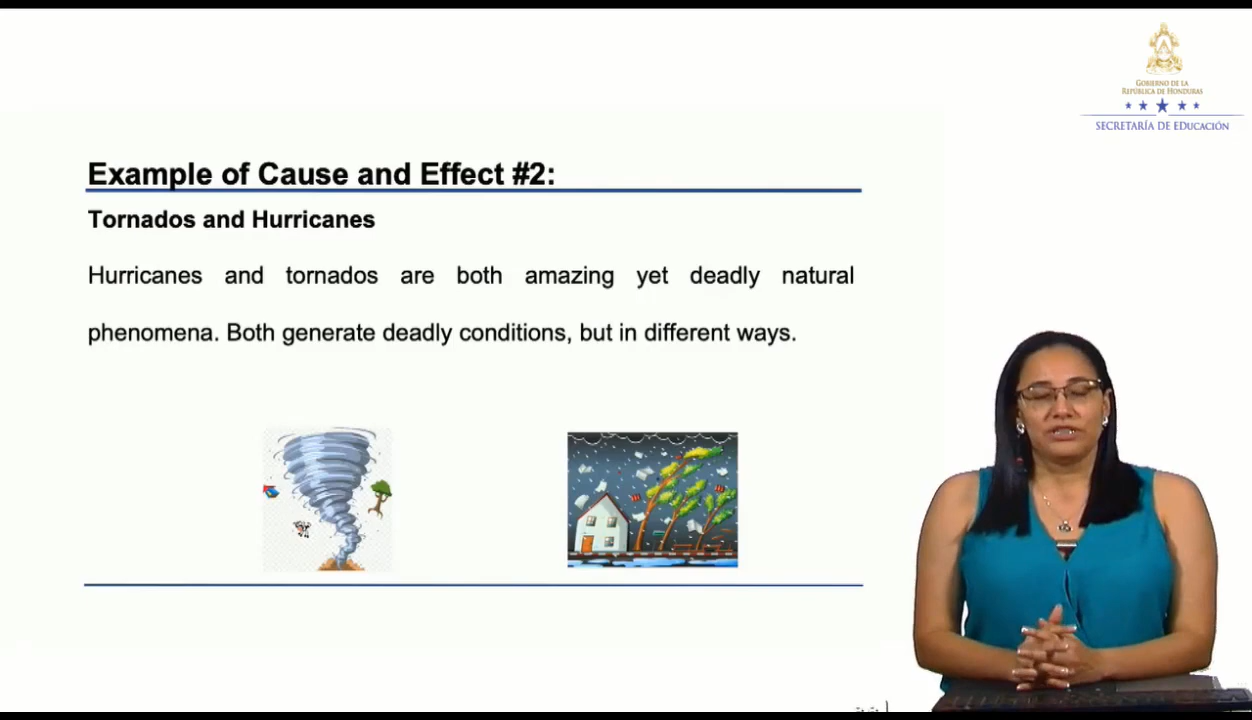 GOBIERNO DE LA
REPÚBLICA DE HONDURAS
SECRETARÍA DE EDUCACIÓN
Example of Cause and Effect #2:
Tornados and Hurricanes
Hurricanes and tornados are both amazing yet deadly natural
phenomena. Both generate deadly conditions, but in different ways.